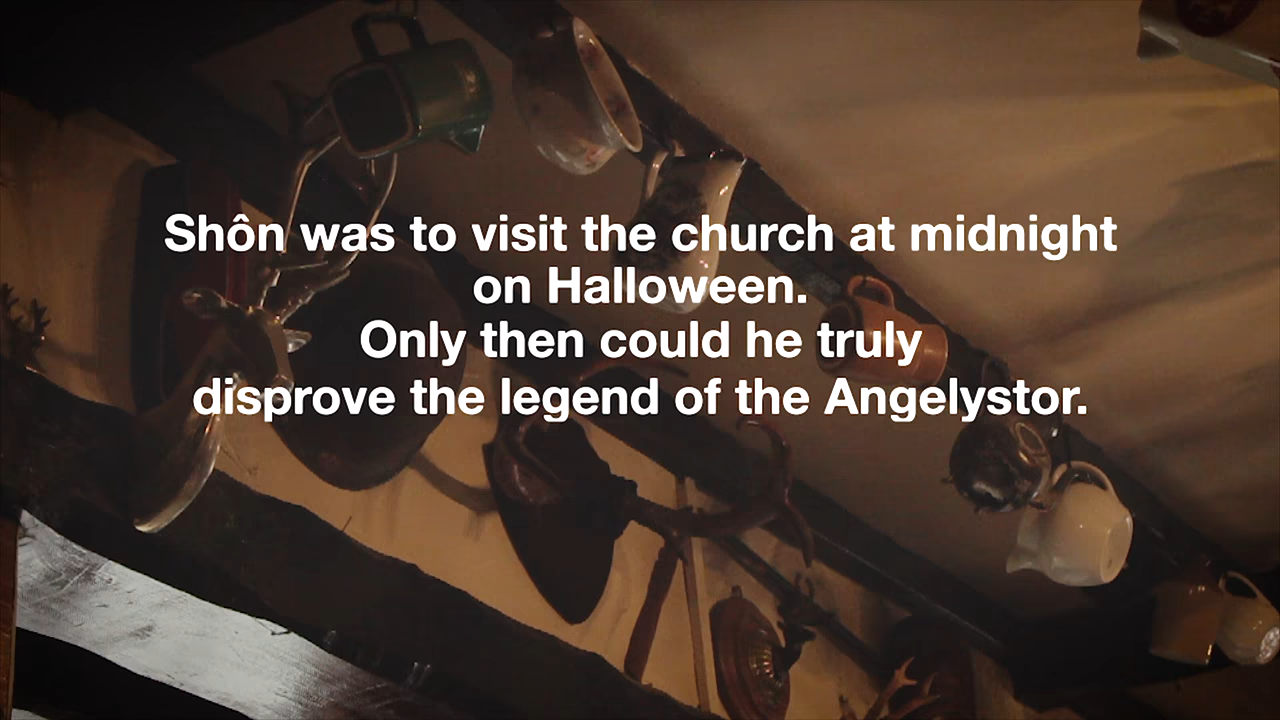 Shôn was to visit the church at midnight
on Halloween.
Only then could he truly
disprove the legend of the Angelystor.